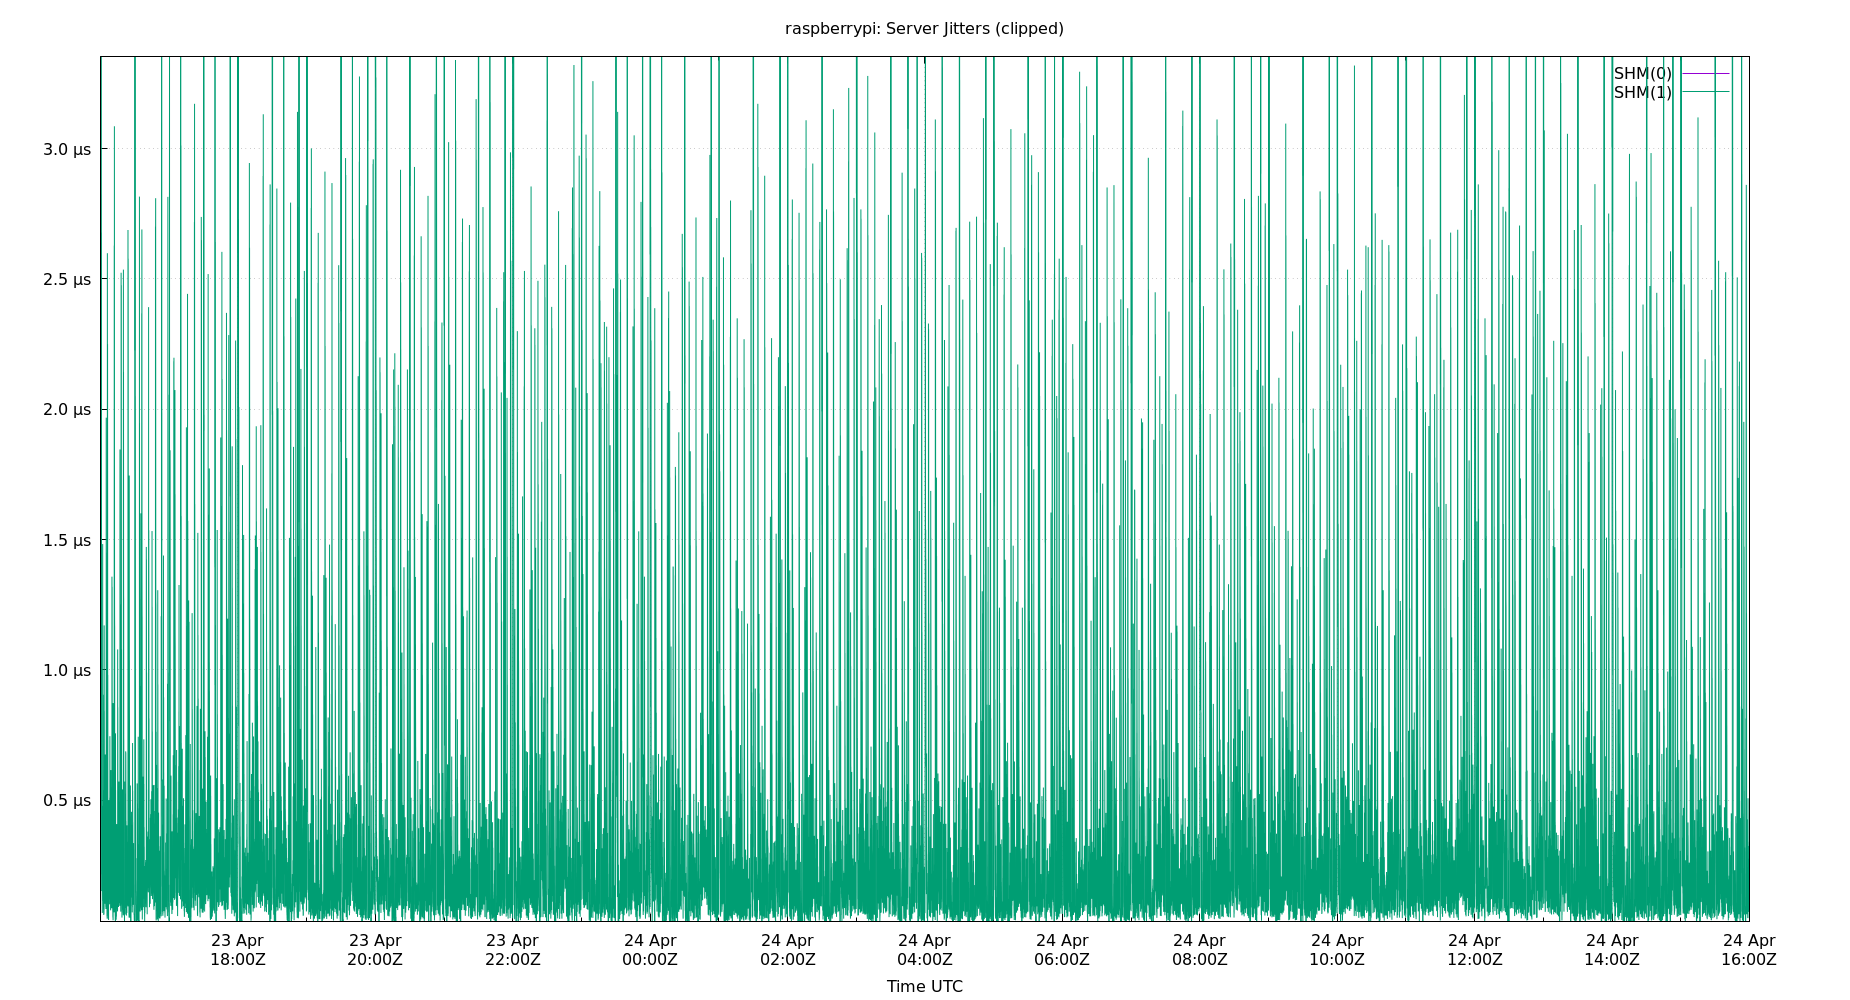 raspberrypi: Server Jitters (clipped)
SHM(0)
SHM(1)
3.0 µs
2.5 µs
2.0 µs
1.5 µs
1.0 µs
0.5 µs
23 Apr 23 Apr 23 Apr 24 Apr 24 Apr 24 Apr 24 Apr 24 Apr 24 Apr 24 Apr 24 Apr 24 Apr
18:00Z 20:00Z 22:00Z 00:00Z 02:00Z 04:00Z 06:00Z 08:00Z 10:00Z 12:00Z 14:00Z 16:00Z
Time UTC